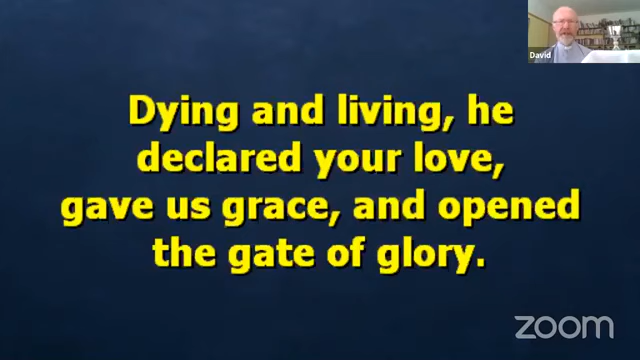 David
Dying and living, he
declared your love,
gave us grace, and opened
the gate of glory.
zoom